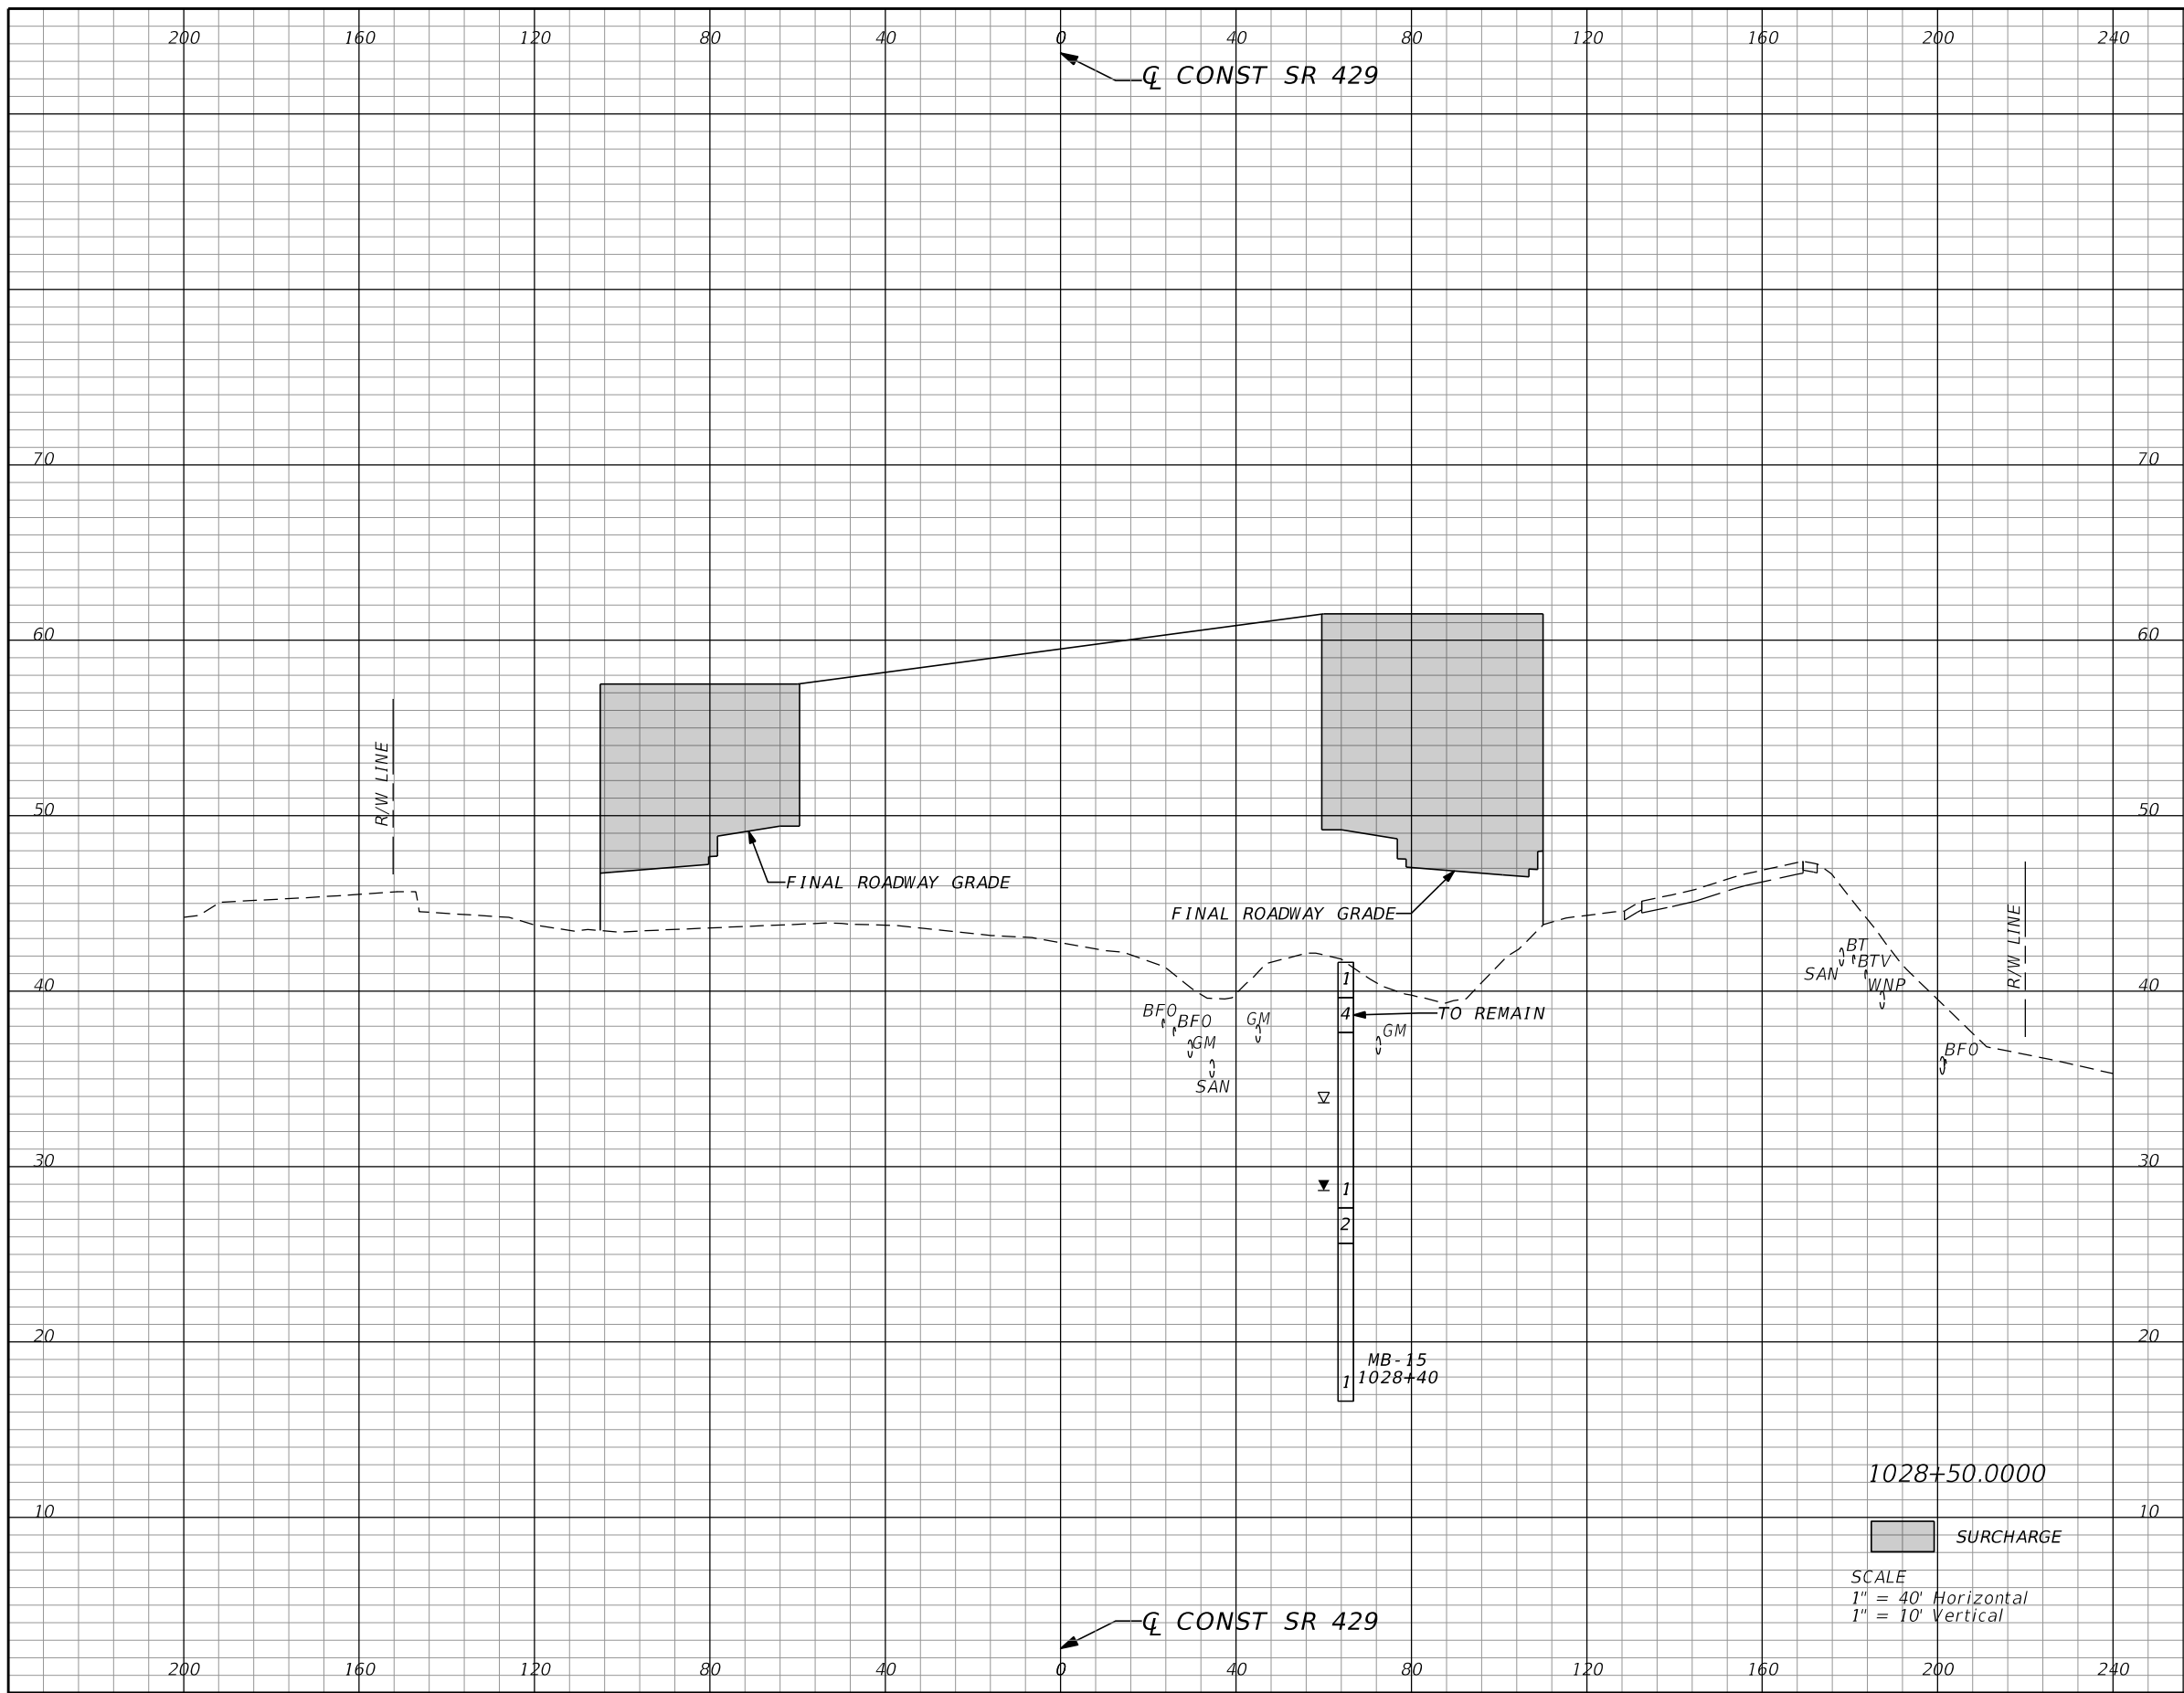 200 160 120 80 40 0 40 80 120 160 200 240
℄ CONST SR 429
70 70
60 60
R/W LINE
50 50
FINAL ROADWAY GRADE
FINAL ROADWAY GRADE
R/W LINE
BT
BTV
SAN
WNP
40 1 40
BFO
BFO
GM
4
TO REMAIN
GM
GM
BFO
SAN
30 30
1
2
20 20
MB-15
1028+40
1
1028+50.0000
10 10
SURCHARGE
SCALE
1" = 40' Horizontal
1" = 10' Vertical
℄ CONST SR 429
200 160 120 80 40 0 40 80 120 160 200 240